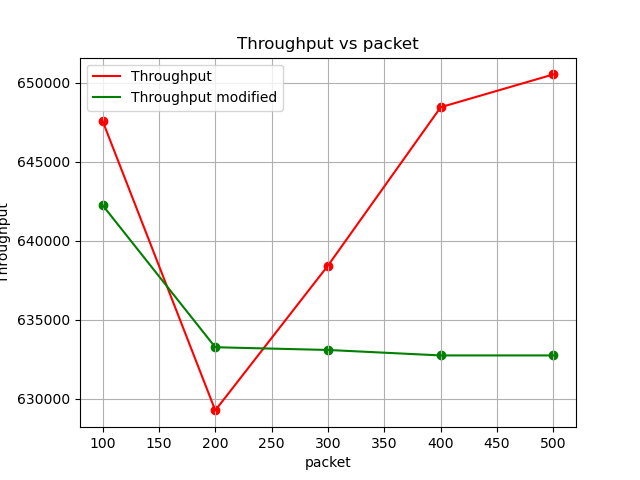 Throughput vs packet
Throughput
Throughput modified
650000
645000
640000
635000
630000
Throughput
100 150 200 250 300 350 400 450 500
packet